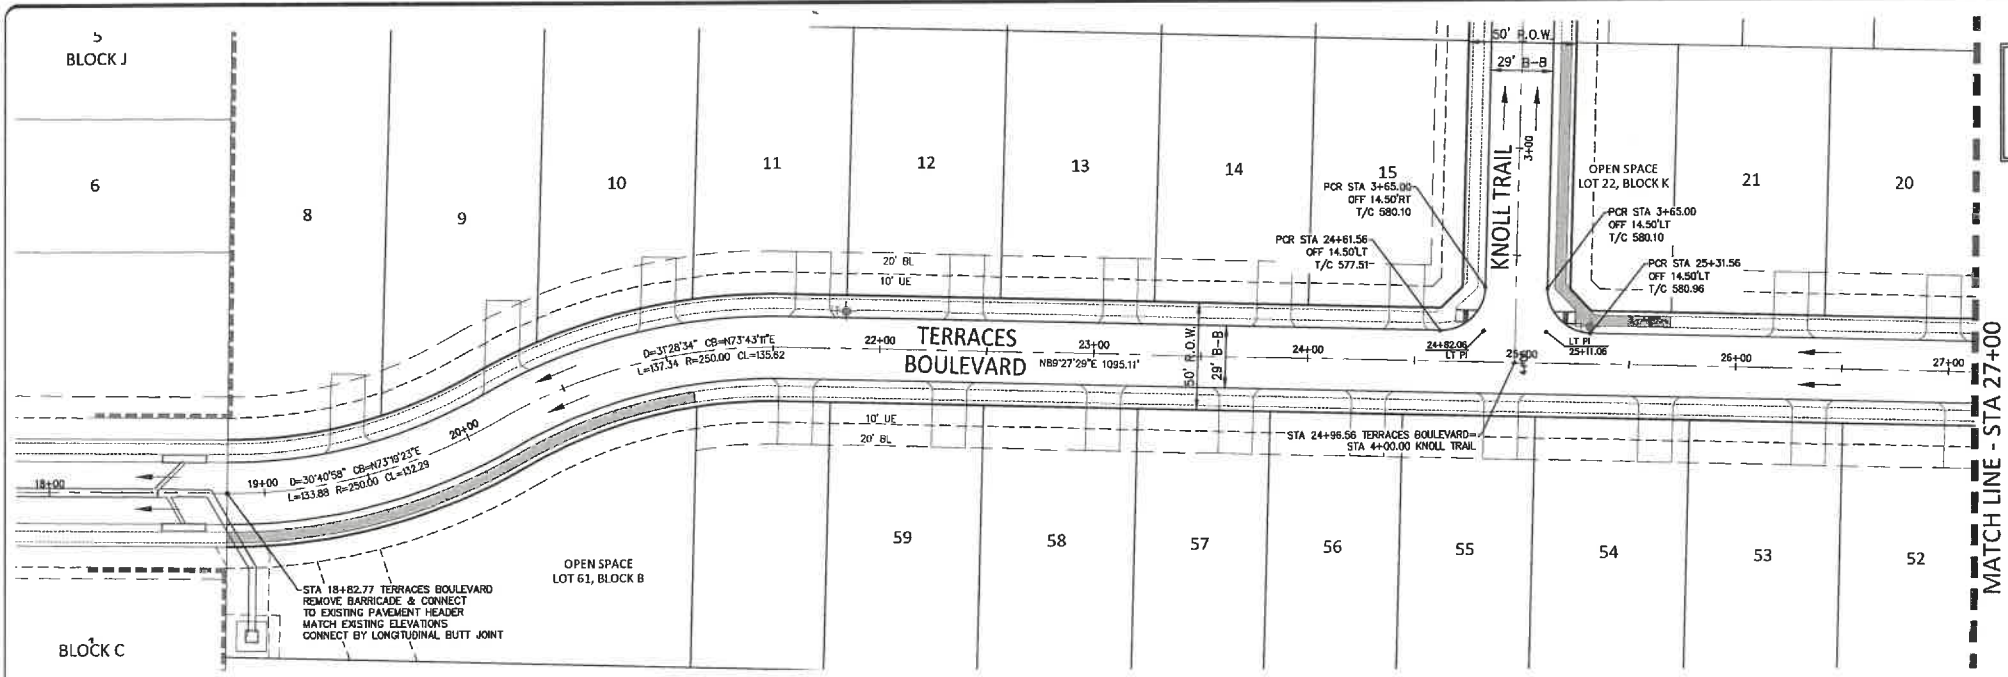 5
BLOCK J
6
8
9
10
11
12
13
14
15
OPEN SPACE
LOT 22, BLOCK K
21
20
50' R.O.W.
29' B-B
KNOLL TRAIL
3+00
PCR STA 3+65.00
OFF 14.50'RT
T/C 580.10
PCR STA 24+61.56
OFF 14.50'LT
T/C 577.51
PCR STA 3+65.00
OFF 14.50'LT
T/C 580.10
PCR STA 25+31.56
OFF 14.50'LT
T/C 580.96
20' BL
10' UE
D=31°28'34" CB=N73°43'11"E
L=137.34 R=250.00 CL=135.62
22+00
TERRACES
BOULEVARD
23+00
N89°27'29"E 1095.11'
50' R.O.W.
29' B-B
24+00
24+82.06
LT PI
25+00
4+00
LT PI
25+11.06
26+00
27+00
MATCH LINE - STA 27+00
18+00
19+00
20+00
D=30°40'58" CB=N73°19'23"E
L=133.88 R=250.00 CL=132.29
10' UE
20' BL
STA 24+96.56 TERRACES BOULEVARD=
STA 4+00.00 KNOLL TRAIL
STA 18+82.77 TERRACES BOULEVARD
REMOVE BARRICADE & CONNECT
TO EXISTING PAVEMENT HEADER
MATCH EXISTING ELEVATIONS
CONNECT BY LONGITUDINAL BUTT JOINT
OPEN SPACE
LOT 61, BLOCK B
59
58
57
56
55
54
53
52
1
BLOCK C